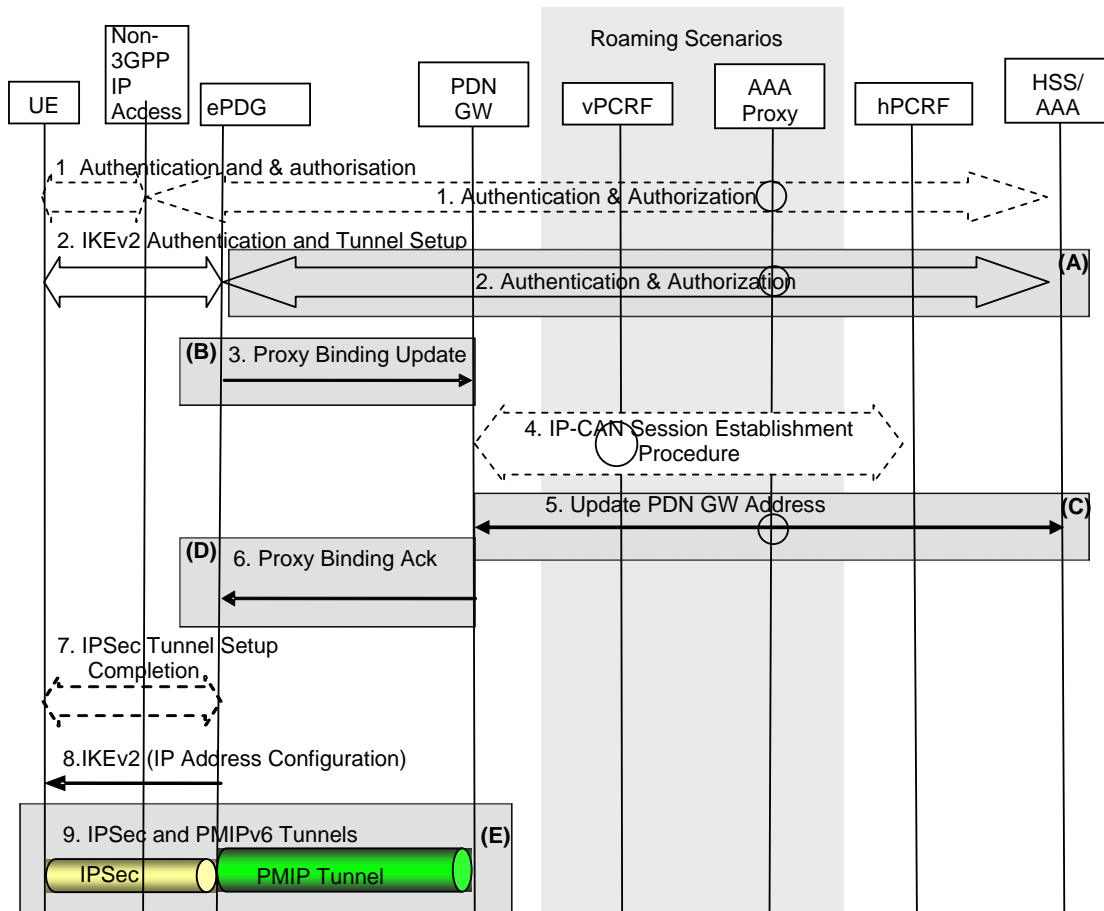 Roaming Scenarios
Non-
3GPP
IP
Access
UE
ePDG
PDN
GW
vPCRF
AAA
Proxy
hPCRF
HSS/
AAA
1 Authentication and & authorisation
1. Authentication & Authorization
2. IKEv2 Authentication and Tunnel Setup
(A)
2. Authentication & Authorization
(B)
3. Proxy Binding Update
4. IP-CAN Session Establishment
Procedure
5. Update PDN GW Address
(C)
(D)
6. Proxy Binding Ack
7. IPSec Tunnel Setup
Completion
8.IKEv2 (IP Address Configuration)
9. IPSec and PMIPv6 Tunnels
(E)
IPSec
PMIP Tunnel